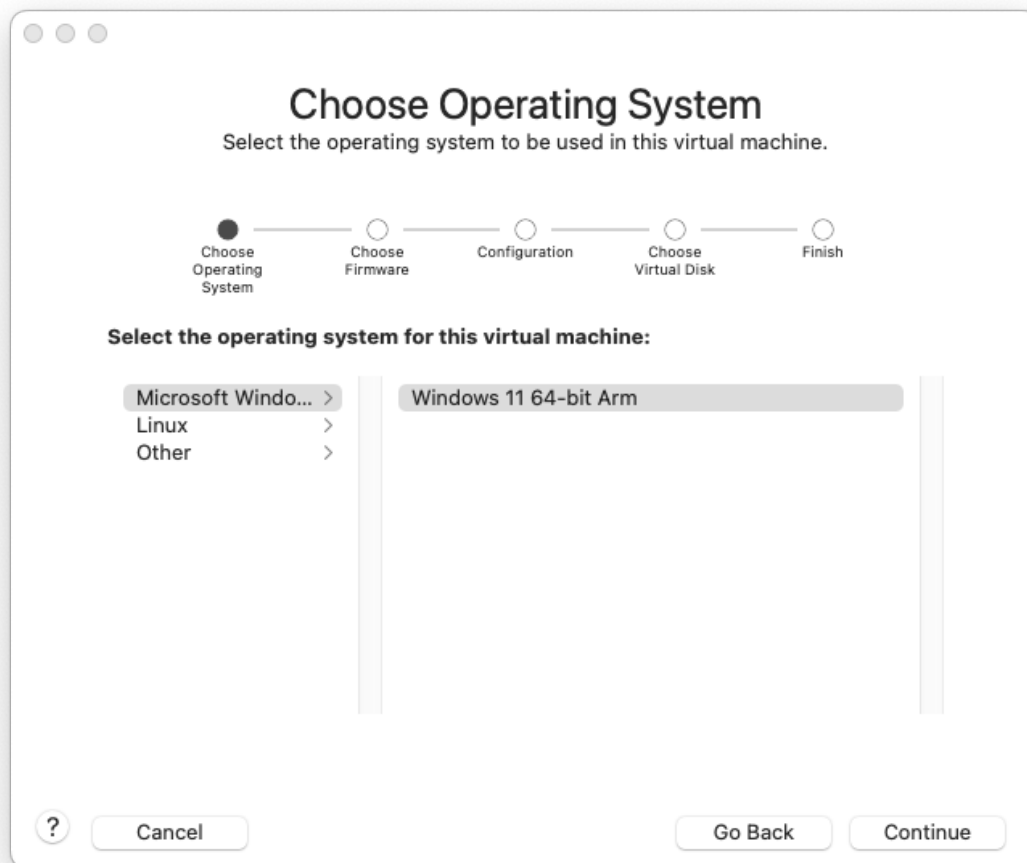 Choose Operating System
Select the operating system to be used in this virtual machine.
Choose
Operating
System
Choose
Firmware
Configuration
Choose
Virtual Disk
Finish
Select the operating system for this virtual machine:
Microsoft Windo...
Linux
Other
Windows 11 64-bit Arm
?
Cancel
Go Back
Continue